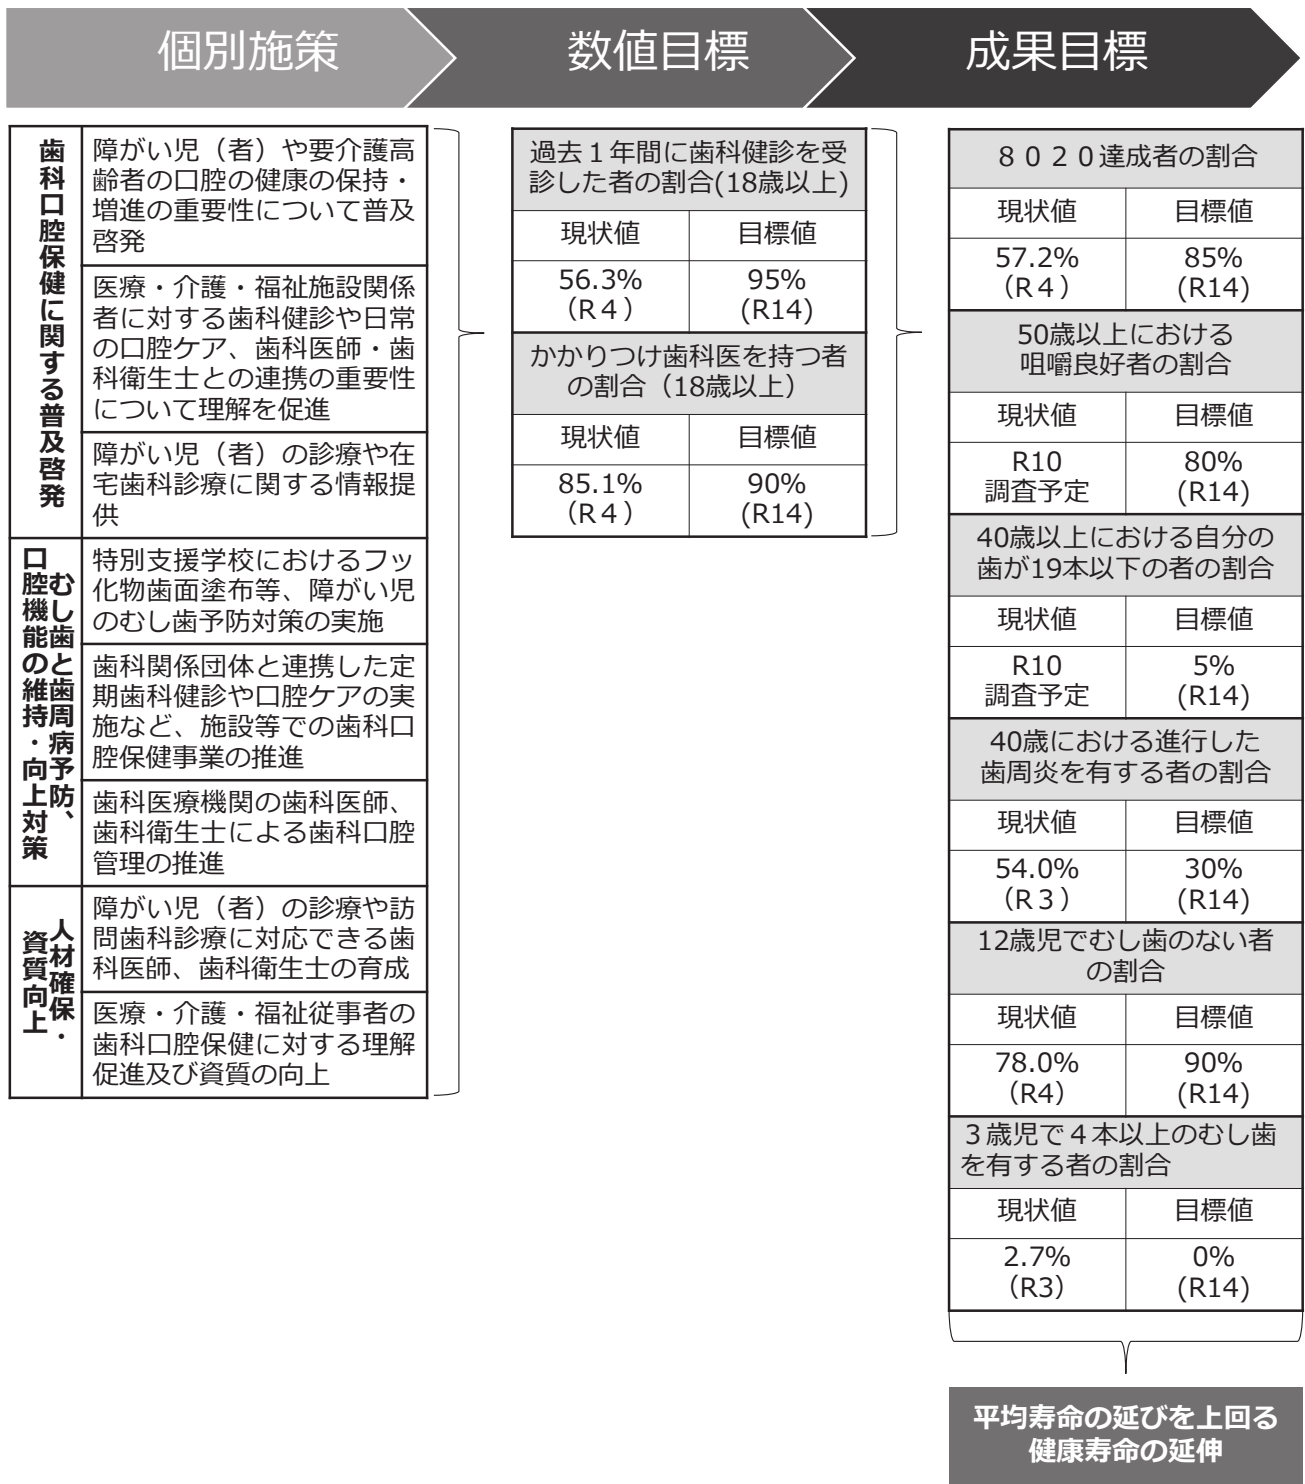 個別施策
数値目標
成果目標
歯科口腔保健に関する普及啓発
障がい児（者）や要介護高
齢者の口腔の健康の保持・
増進の重要性について普及
啓発
医療・介護・福祉施設関係
者に対する歯科健診や日常
の口腔ケア、歯科医師・歯
科衛生士との連携の重要性
について理解を促進
障がい児（者）の診療や在
宅歯科診療に関する情報提
供
むし歯と歯周病予防、
口腔機能の維持・向上対策
特別支援学校におけるフッ
化物歯面塗布等、障がい児
のむし歯予防対策の実施
歯科関係団体と連携した定
期歯科健診や口腔ケアの実
施など、施設等での歯科口
腔保健事業の推進
歯科医療機関の歯科医師、
歯科衛生士による歯科口腔
管理の推進
人材確保・
資質向上
障がい児（者）の診療や訪
問歯科診療に対応できる歯
科医師、歯科衛生士の育成
医療・介護・福祉従事者の
歯科口腔保健に対する理解
促進及び資質の向上
過去１年間に歯科健診を受
診した者の割合(18歳以上)
現状値 目標値
56.3% 95%
（R４） (R14)
かかりつけ歯科医を持つ者
の割合（18歳以上）
現状値 目標値
85.1% 90%
（R４） (R14)
８０２０達成者の割合
現状値 目標値
57.2% 85%
（R４） (R14)
50歳以上における
咀嚼良好者の割合
現状値 目標値
R10 80%
調査予定 (R14)
40歳以上における自分の
歯が19本以下の者の割合
現状値 目標値
R10 5%
調査予定 (R14)
40歳における進行した
歯周炎を有する者の割合
現状値 目標値
54.0% 30%
（R３） (R14)
12歳児でむし歯のない者
の割合
現状値 目標値
78.0% 90%
（R4） (R14)
３歳児で４本以上のむし歯
を有する者の割合
現状値 目標値
2.7% 0%
（R3） (R14)
平均寿命の延びを上回る
健康寿命の延伸